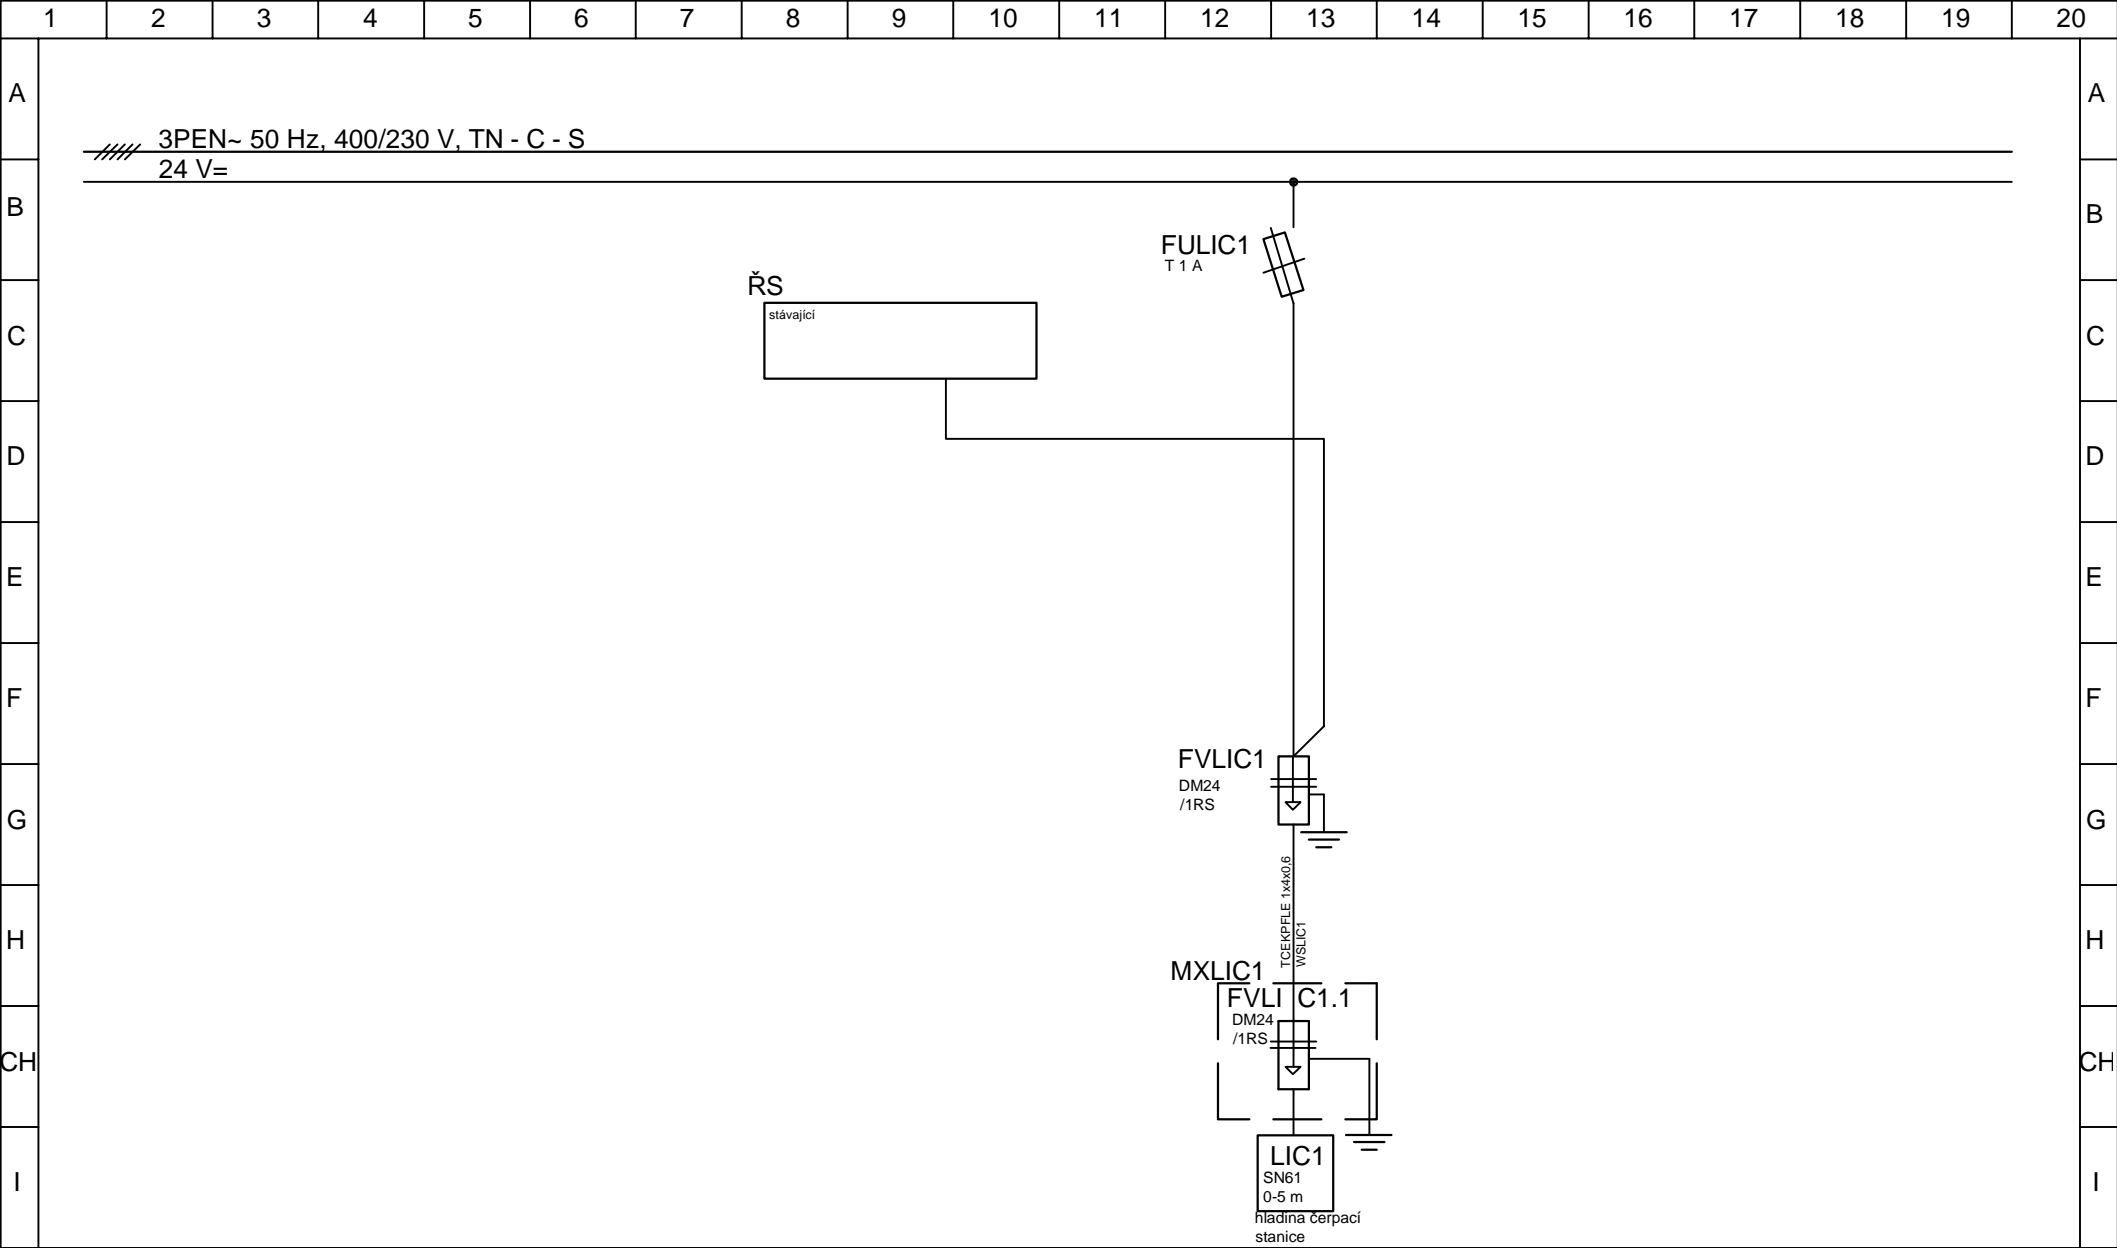 1 2 3 4 5 6 7 8 9 10 11 12 13 14 15 16 17 18 19 20
A A
3PEN~ 50 Hz, 400/230 V, TN - C - S
24 V=
B B
FULIC1
T 1 A
ŘS
stávající
C C
D D
E E
F F
FVLIC1
DM24
/1RS
G G
TCEKPFLE 1x4x0,6
WSLIC1
H H
MXLIC1
FVLI C1.1
DM24
/1RS
CH CH
LIC1
SN61
0-5 m
I I
hladina čerpací
stanice